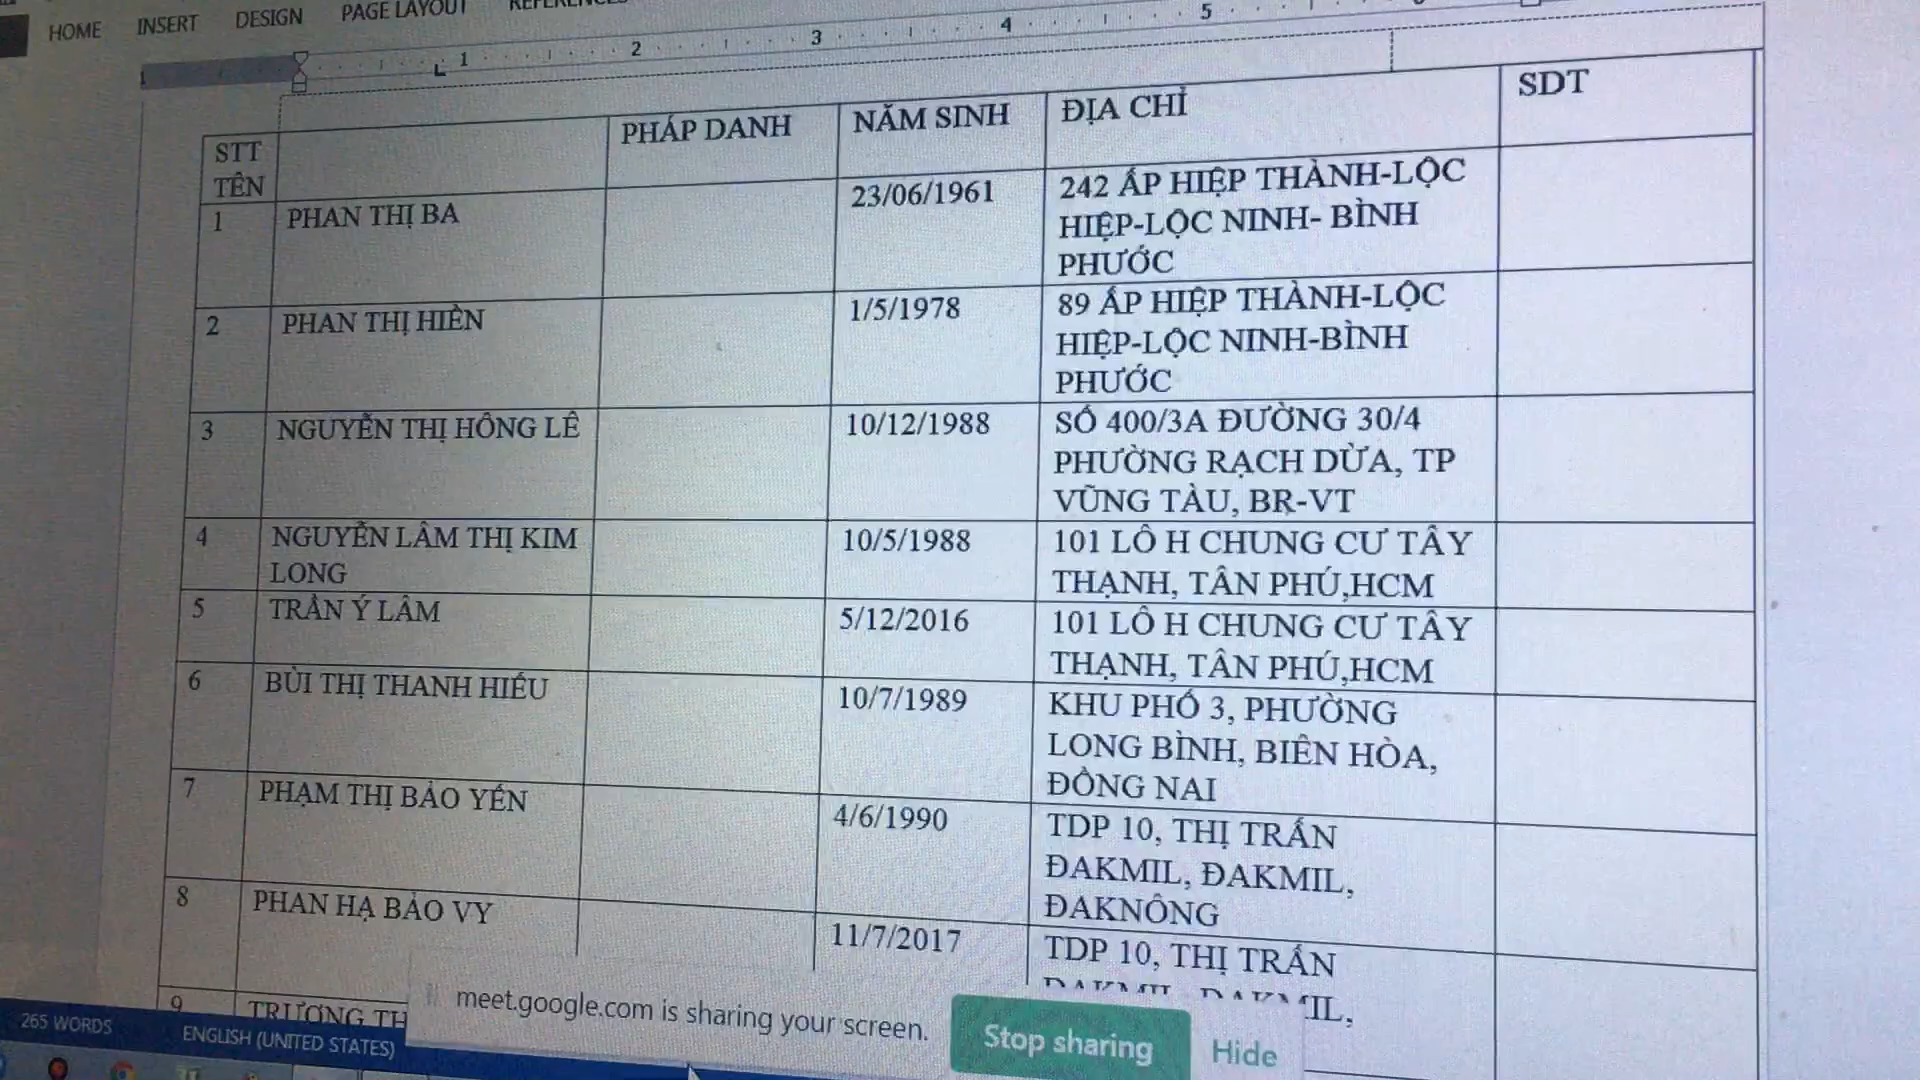 HOME INSERT DESIGN PAGE LAYOUT
1 1 2 3 4 5
STT TÊN PHÁP DANH NĂM SINH ĐỊA CHỈ SDT
1 PHAN THỊ BA 23/06/1961 242 ẤP HIỆP THÀNH-LỘC
HIỆP-LỘC NINH- BÌNH
PHƯỚC
2 PHAN THỊ HIỀN 1/5/1978 89 ẤP HIỆP THÀNH-LỘC
HIỆP-LỘC NINH-BÌNH
PHƯỚC
3 NGUYỄN THỊ HỒNG LÊ 10/12/1988 SỐ 400/3A ĐƯỜNG 30/4
PHƯỜNG RẠCH DỪA, TP
VŨNG TÀU, BR-VT
4 NGUYỄN LÂM THỊ KIM 10/5/1988 101 LÔ H CHUNG CƯ TÂY
LONG THẠNH, TÂN PHÚ,HCM
5 TRẦN Ý LÂM 5/12/2016 101 LÔ H CHUNG CƯ TÂY
THẠNH, TÂN PHÚ,HCM
6 BÙI THỊ THANH HIẾU 10/7/1989 KHU PHỐ 3, PHƯỜNG
LONG BÌNH, BIÊN HÒA,
ĐỒNG NAI
7 PHẠM THỊ BẢO YẾN 4/6/1990 TDP 10, THỊ TRẤN
ĐAKMIL, ĐAKMIL,
ĐAKNÔNG
8 PHAN HẠ BẢO VY 11/7/2017 TDP 10, THỊ TRẤN
9
meet.google.com is sharing your screen. Stop sharing Hide
265 WORDS ENGLISH (UNITED STATES)